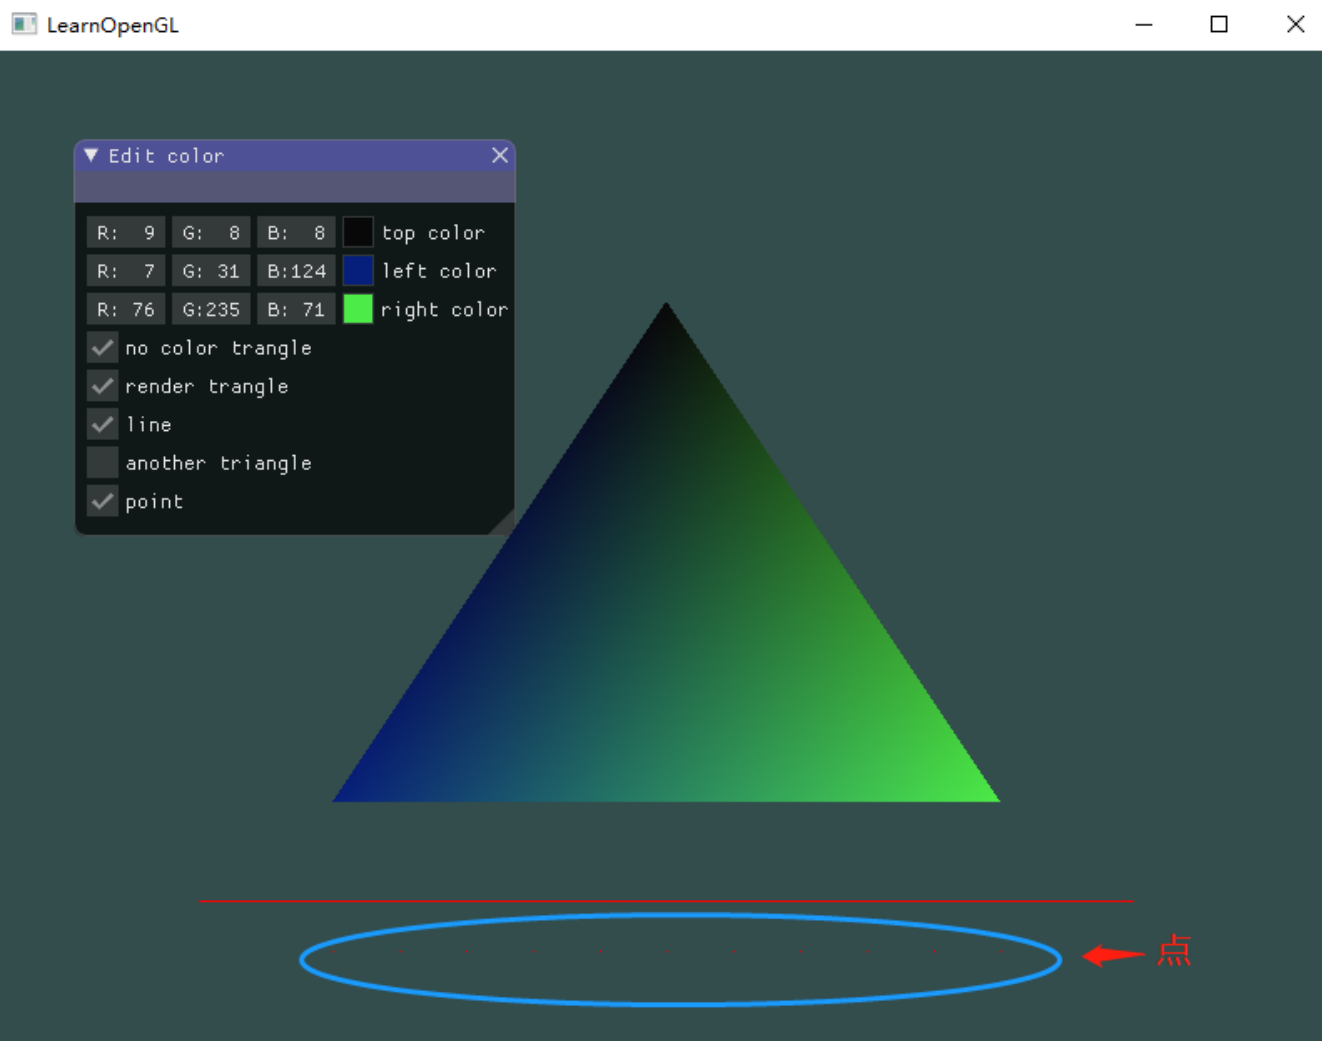 LearnOpenGL
Edit color
R: 9 G: 8 B: 8 top color
R: 7 G: 31 B:124 left color
R: 76 G:235 B: 71 right color
no color trangle
render trangle
line
another triangle
point
点